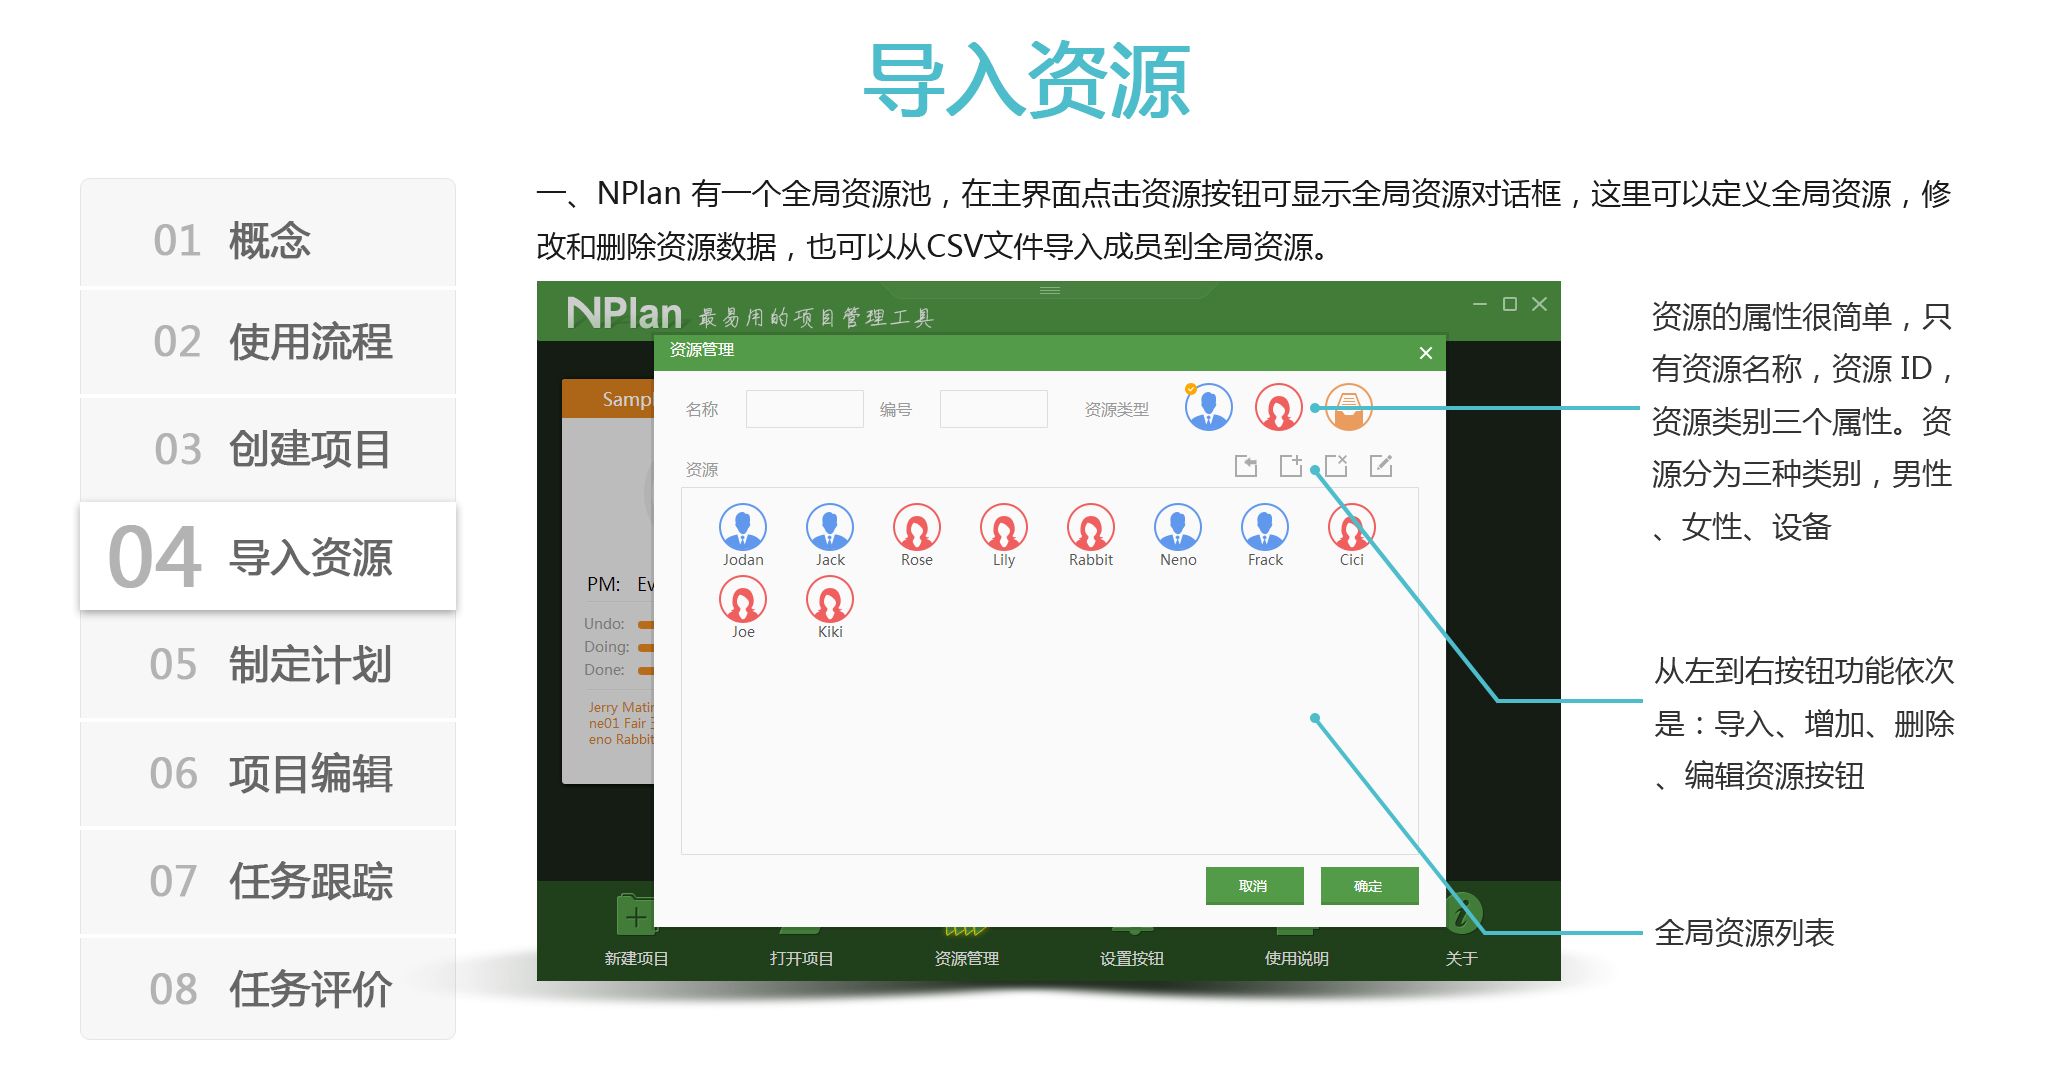 导入资源
01 概念
02 使用流程
03 创建项目
04 导入资源
05 制定计划
06 项目编辑
07 任务跟踪
08 任务评价
一、NPlan 有一个全局资源池，在主界面点击资源按钮可显示全局资源对话框，这里可以定义全局资源，修
改和删除资源数据，也可以从CSV文件导入成员到全局资源。
NPlan 最易用的项目管理工具
资源管理
名称
编号
资源类型
资源
Jodan Jack Rose Lily Rabbit Neno Frack Cici
Joe Kiki
取消 确定
PM:
Undo:
Doing:
Done:
ne01 Fair
eno Rabbit
新建项目 打开项目 资源管理 设置按钮 使用说明 关于
资源的属性很简单，只
有资源名称，资源 ID，
资源类别三个属性。资
源分为三种类别，男性
、女性、设备
从左到右按钮功能依次
是：导入、增加、删除
、编辑资源按钮
全局资源列表